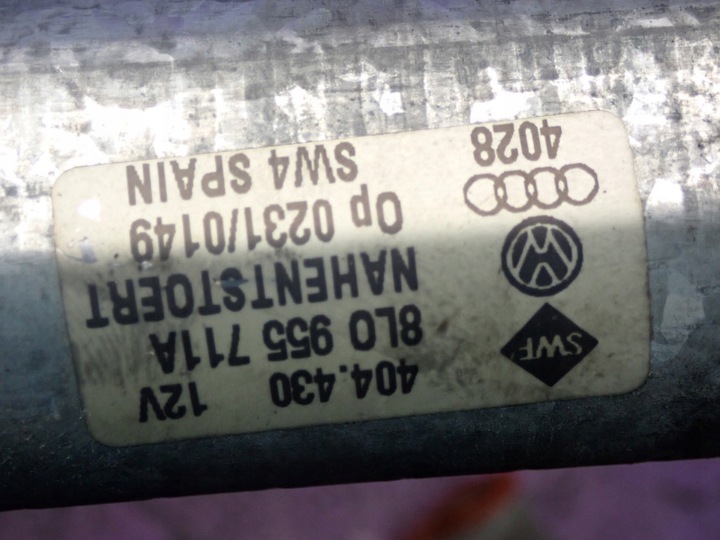 SWF
404.430 12V
8L0 955 711A
NAHENTSTOERT
Op 0231/0149
4028 SW4 SPAIN